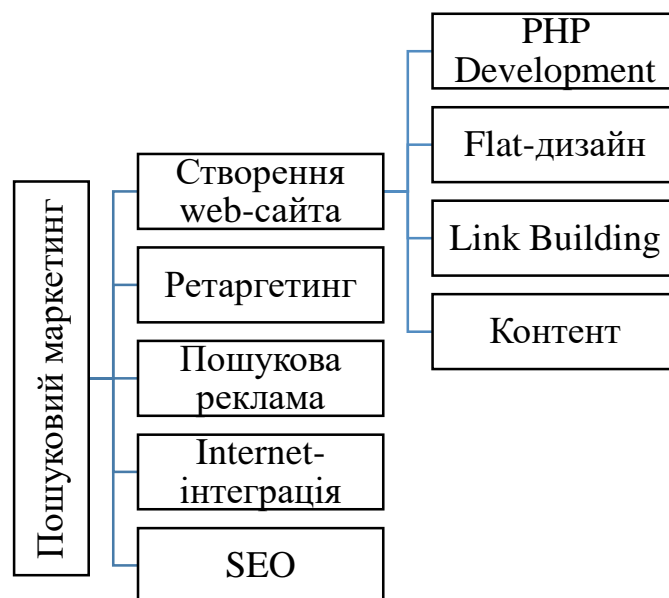 Пошуковий маркетинг
Створення
web-сайта
Ретаргетинг
Пошукова
реклама
Internet-
інтеграція
SEO
PHP
Development
Flat-дизайн
Link Building
Контент